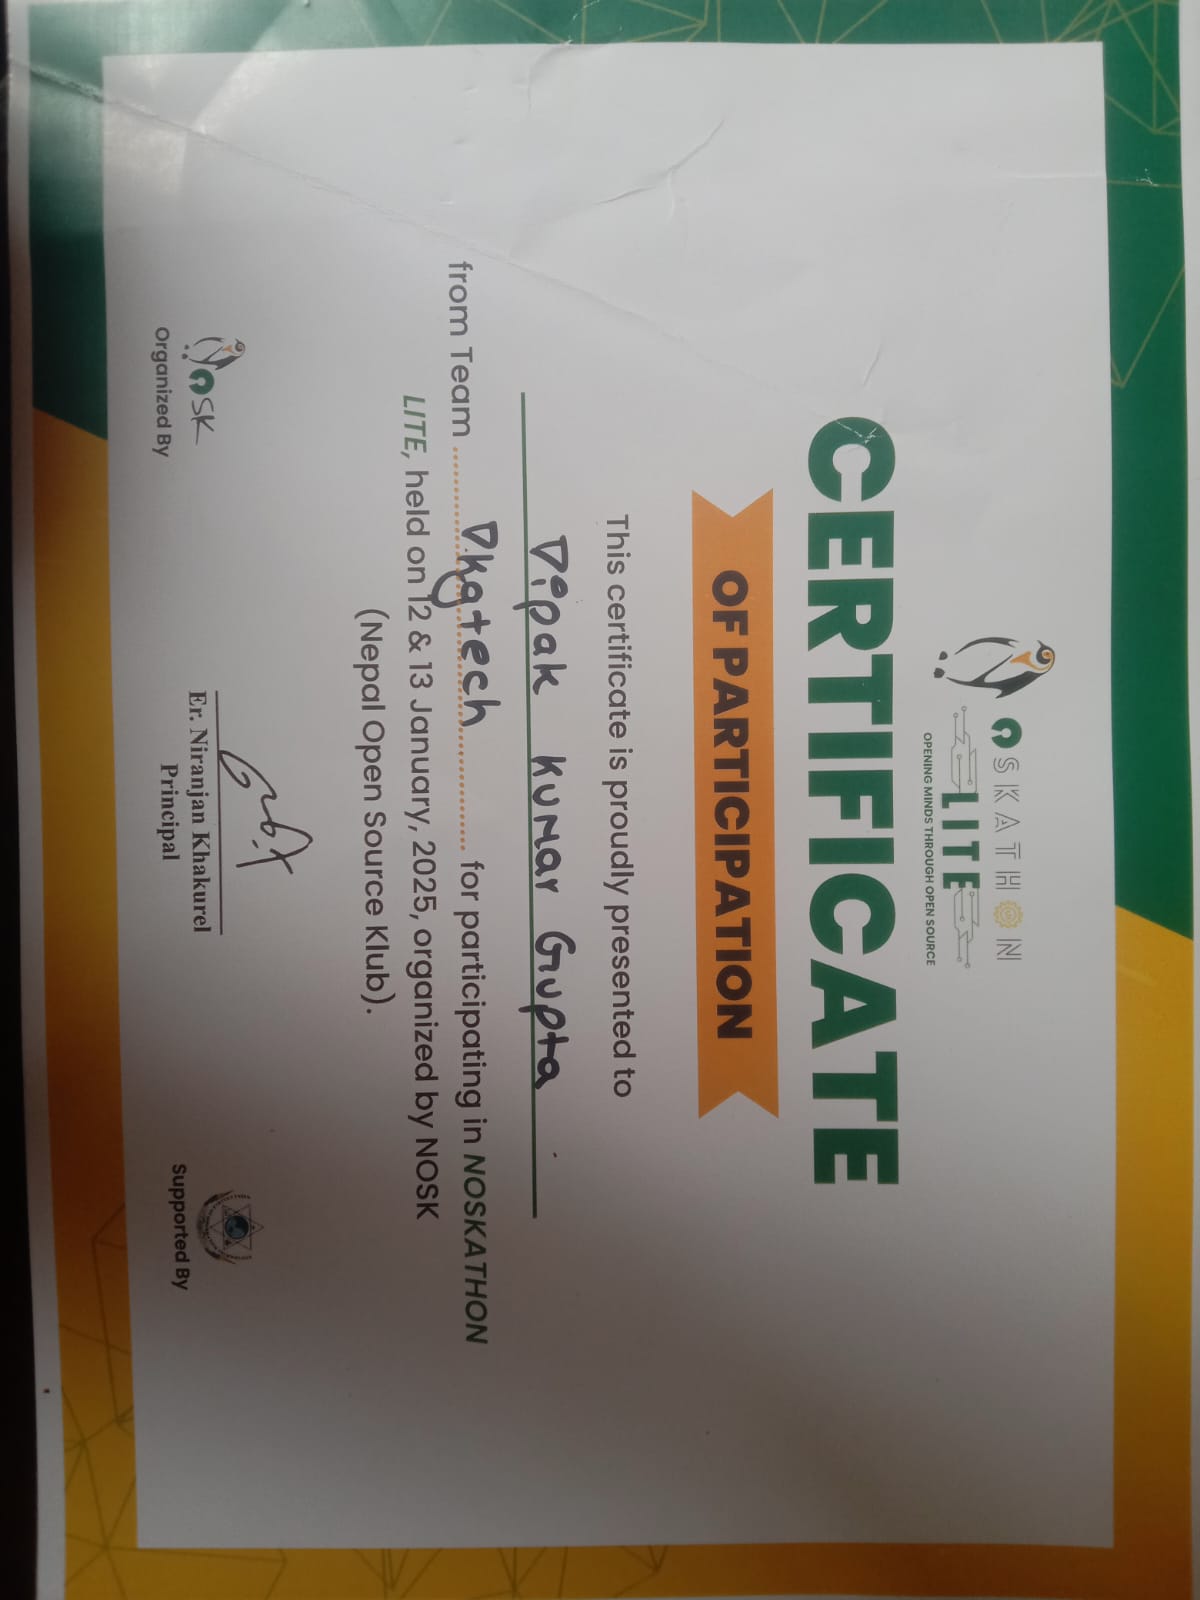 OSKATHON
LITE
OPENING MINDS THROUGH OPEN SOURCE
CERTIFICATE
OF PARTICIPATION
This certificate is proudly presented to
Dipak Kumar Gupta
from Team Dkgtech for participating in NOSKATHON
LITE, held on 12 & 13 January, 2025, organized by NOSK
(Nepal Open Source Klub).
OSK
Organized By
Er. Niranjan Khakurel
Principal
Supported By